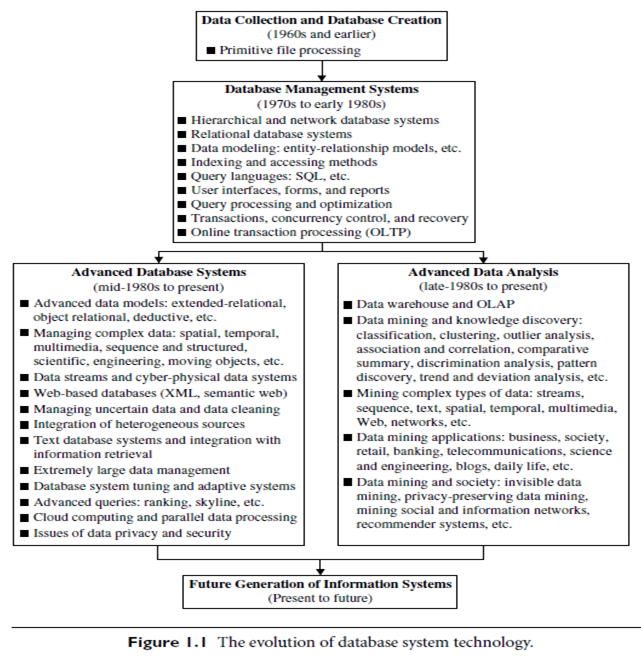 Data Collection and Database Creation
(1960s and earlier)
■ Primitive file processing
Database Management Systems
(1970s to early 1980s)
■ Hierarchical and network database systems
■ Relational database systems
■ Data modeling: entity-relationship models, etc.
■ Indexing and accessing methods
■ Query languages: SQL, etc.
■ User interfaces, forms, and reports
■ Query processing and optimization
■ Transactions, concurrency control, and recovery
■ Online transaction processing (OLTP)
Advanced Database Systems
(mid-1980s to present)
■ Advanced data models: extended-relational,
object relational, deductive, etc.
■ Managing complex data: spatial, temporal,
multimedia, sequence and structured,
scientific, engineering, moving objects, etc.
■ Data streams and cyber-physical data systems
■ Web-based databases (XML, semantic web)
■ Managing uncertain data and data cleaning
■ Integration of heterogeneous sources
■ Text database systems and integration with
information retrieval
■ Extremely large data management
■ Database system tuning and adaptive systems
■ Advanced queries: ranking, skyline, etc.
■ Cloud computing and parallel data processing
■ Issues of data privacy and security
Advanced Data Analysis
(late-1980s to present)
■ Data warehouse and OLAP
■ Data mining and knowledge discovery:
classification, clustering, outlier analysis,
association and correlation, comparative
summary, discrimination analysis, pattern
discovery, trend and deviation analysis, etc.
■ Mining complex types of data: streams,
sequence, text, spatial, temporal, multimedia,
Web, networks, etc.
■ Data mining applications: business, society,
retail, banking, telecommunications, science
and engineering, blogs, daily life, etc.
■ Data mining and society: invisible data
mining, privacy-preserving data mining,
mining social and information networks,
recommender systems, etc.
Future Generation of Information Systems
(Present to future)
Figure 1.1 The evolution of database system technology.